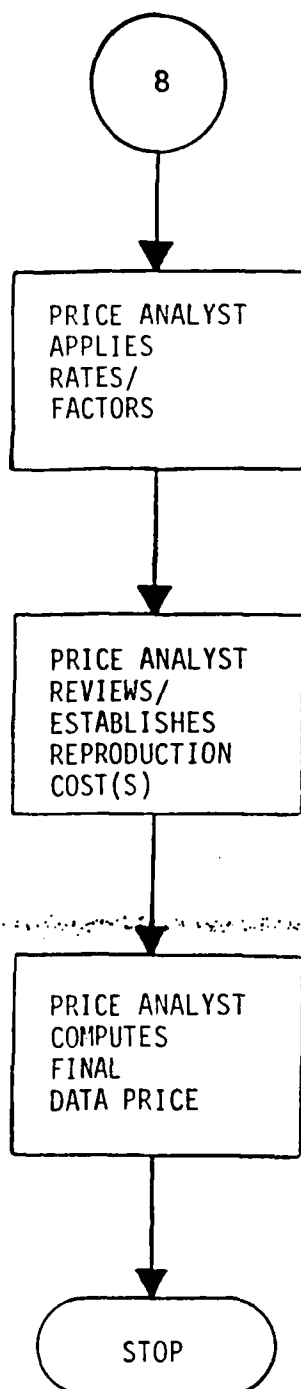 8
PRICE ANALYST
APPLIES
RATES/
FACTORS
PRICE ANALYST
REVIEWS/
ESTABLISHES
REPRODUCTION
COST(S)
PRICE ANALYST
COMPUTES
FINAL
DATA PRICE
STOP